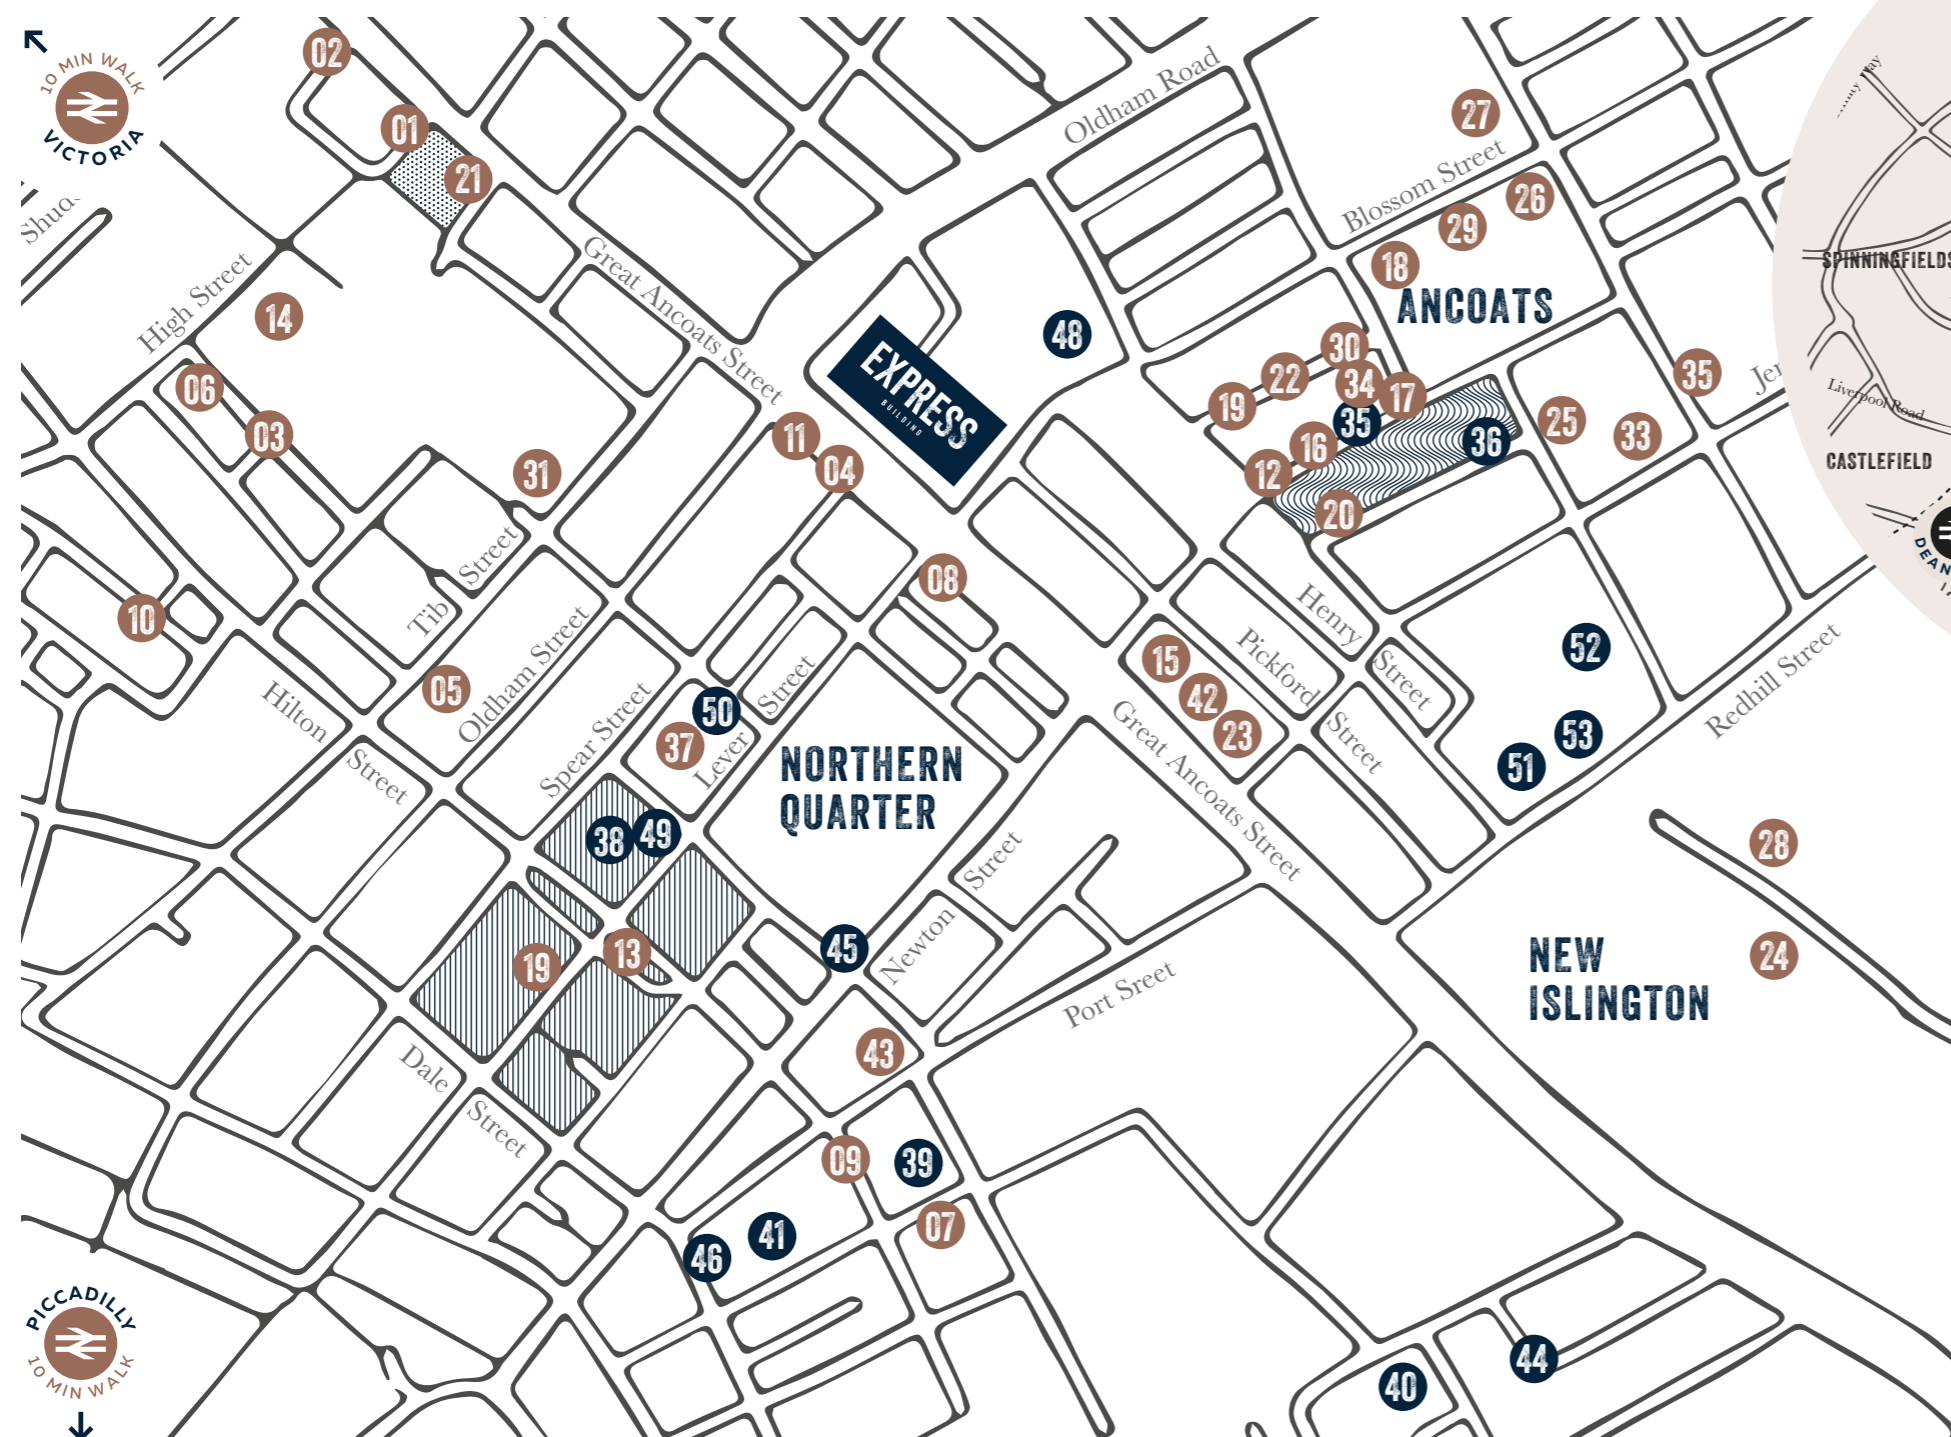 10 MIN WALK
VICTORIA
02
01
21
Oldham Road
27
Blossom Street
26
29
18
ANCOATS
High Street
14
Great Ancoats Street
48
EXPRESS
BUILDING
30
22
34
17
19
35
36
16
12
20
25
33
35
SPINNINGFIELDS
Liverpool Road
CASTLEFIELD
06
03
31
11
04
08
10
Tib
Street
05
Oldham Street
Hilton
Street
Spear Street
50
37
Lever
Street
NORTHERN
QUARTER
Henry
Street
Pickford
Street
15
42
23
Great Ancoats Street
52
53
51
Redhill Street
28
24
NEW
ISLINGTON
38
49
19
13
45
Newton
Street
Port Sreet
43
Dale
Street
09
39
07
41
46
44
40
PICCADILLY
10 MIN WALK